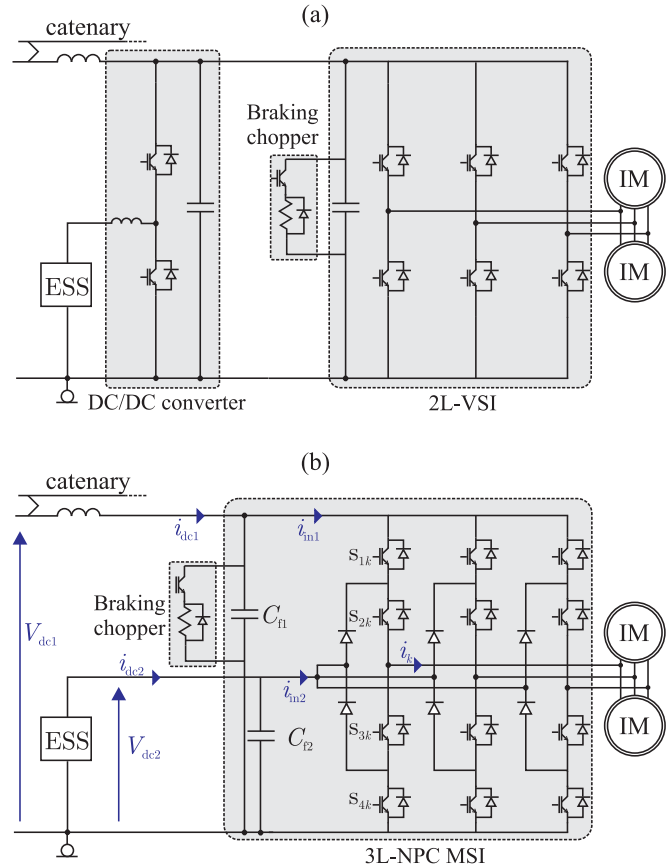 (a)
catenary
Braking
chopper
IM
IM
ESS
DC/DC converter
2L-VSI
(b)
catenary
i_dc1
i_in1
S_1k
Braking
chopper
C_f1
S_2k
V_dc1
i_dc2
i_k
IM
i_in2
ESS
V_dc2
C_f2
S_3k
IM
S_4k
3L-NPC MSI